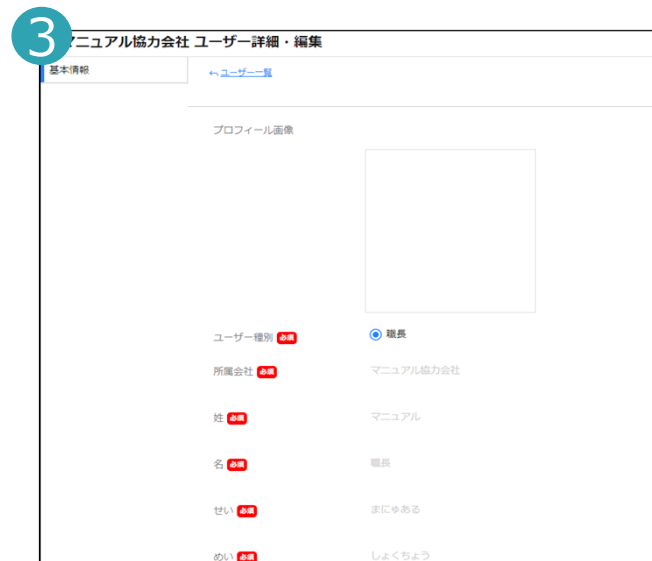 3
マニュアル協力会社 ユーザー詳細・編集
基本情報
ユーザー一覧
プロフィール画像
ユーザー種別 必須 職長
所属会社 必須 マニュアル協力会社
姓 必須 マニュアル
名 必須 職長
せい 必須 まにゅある
めい 必須 しょくちょう